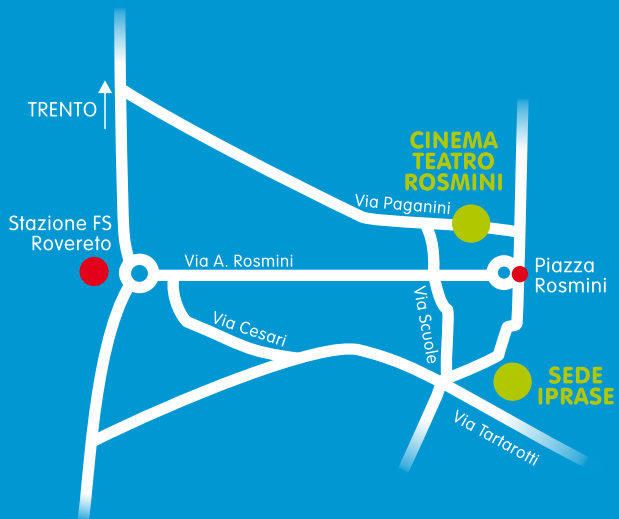 TRENTO
CINEMA
TEATRO
ROSMINI
Via Paganini
Stazione FS
Rovereto
Via A. Rosmini
Piazza
Rosmini
Via Scuole
Via Cesari
SEDE
IPRASE
Via Tartarotti